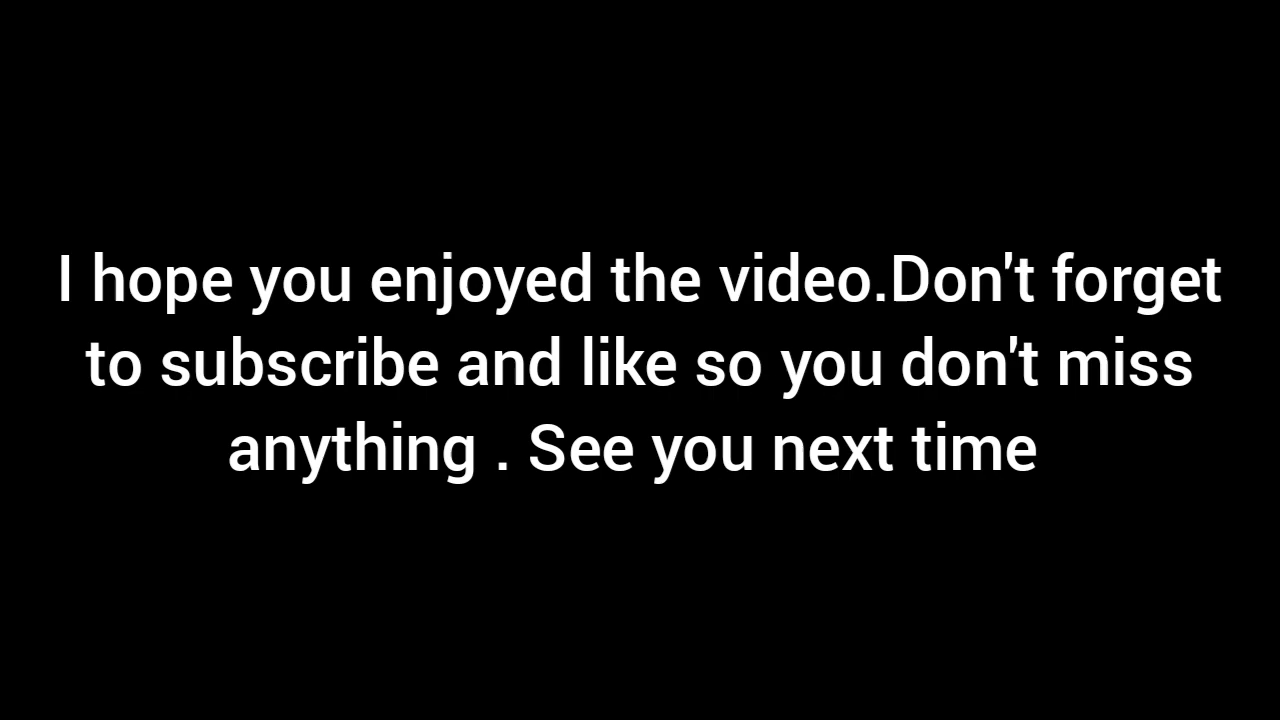 I hope you enjoyed the video.Don't forget
to subscribe and like so you don't miss
anything . See you next time